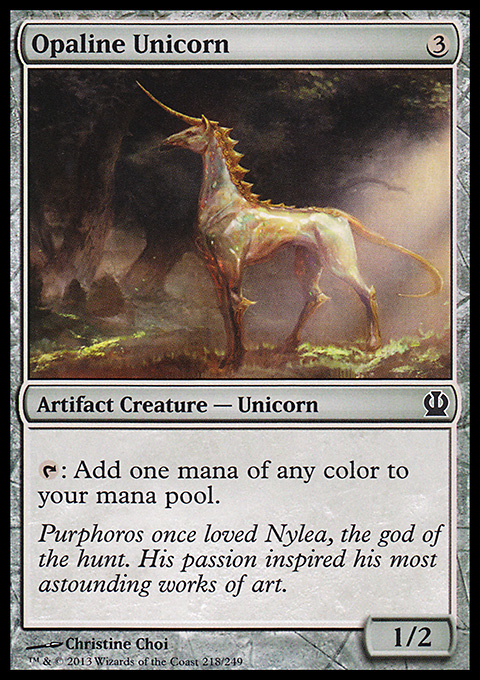 Opaline Unicorn 3
Artifact Creature — Unicorn
: Add one mana of any color to
your mana pool.
Purphoros once loved Nylea, the god of
the hunt. His passion inspired his most
astounding works of art.
1/2
Christine Choi
™ & © 2013 Wizards of the Coast 218/249